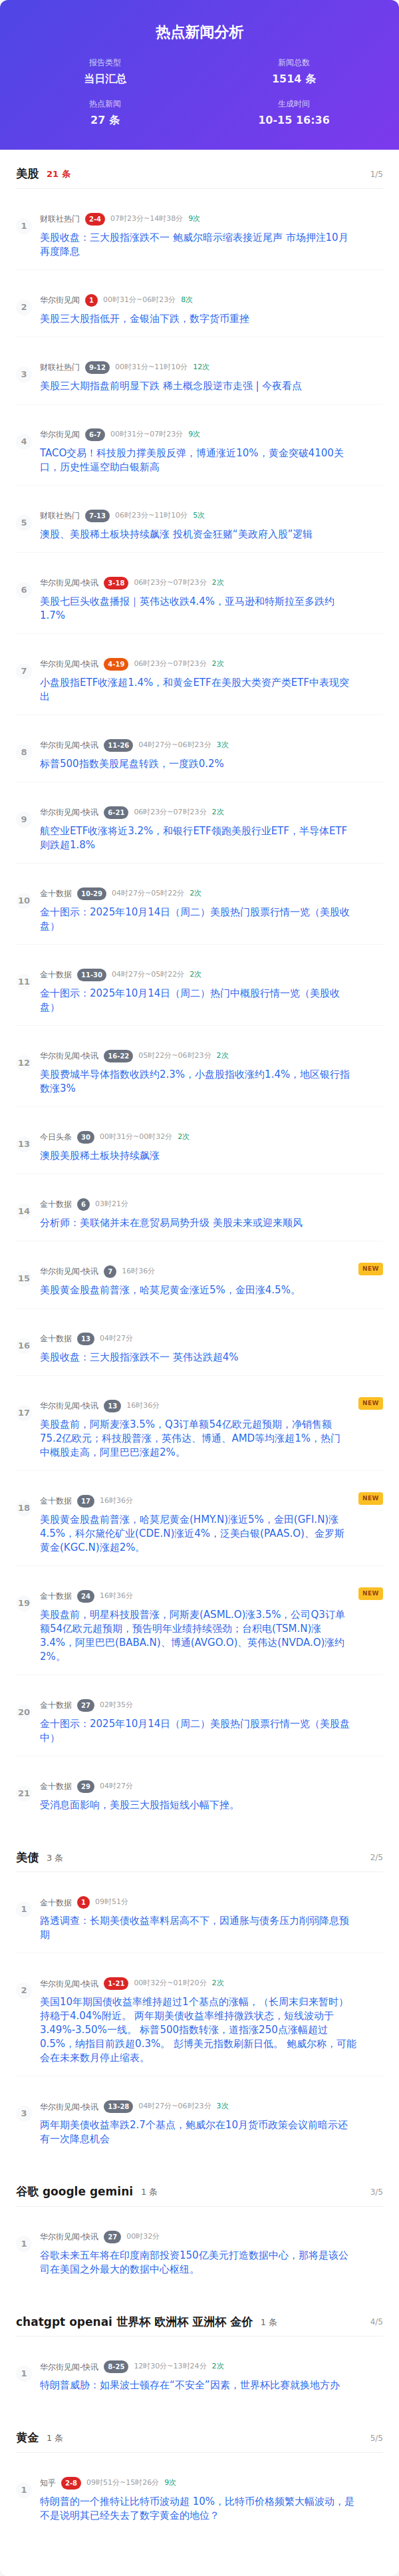 热点新闻分析
报告类型
新闻总数
当日汇总
1514 条
热点新闻
生成时间
27 条
10-15 16:36
美股 21 条 1/5
1
财联社热门 2-4 07时23分~14时38分 9次
美股收盘：三大股指涨跌不一 鲍威尔暗示缩表接近尾声 市场押注10月
再度降息
2
华尔街见闻 1 00时31分~06时23分 8次
美股三大股指低开，金银油下跌，数字货币重挫
3
财联社热门 9-12 00时31分~11时10分 12次
美股三大期指盘前明显下跌 稀土概念股逆市走强 | 今夜看点
4
华尔街见闻 6-7 00时31分~07时23分 9次
TACO交易！科技股力撑美股反弹，博通涨近10%，黄金突破4100关
口，历史性逼空助白银新高
5
财联社热门 7-13 06时23分~11时10分 5次
澳股、美股稀土板块持续飙涨 投机资金狂赌“美政府入股”逻辑
6
华尔街见闻-快讯 3-18 06时23分~07时23分 2次
美股七巨头收盘播报｜英伟达收跌4.4%，亚马逊和特斯拉至多跌约
1.7%
7
华尔街见闻-快讯 4-19 06时23分~07时23分 2次
小盘股指ETF收涨超1.4%，和黄金ETF在美股大类资产类ETF中表现突
出
8
华尔街见闻-快讯 11-26 04时27分~06时23分 3次
标普500指数美股尾盘转跌，一度跌0.2%
9
华尔街见闻-快讯 6-21 06时23分~07时23分 2次
航空业ETF收涨将近3.2%，和银行ETF领跑美股行业ETF，半导体ETF
则跌超1.8%
10
金十数据 10-29 04时27分~05时22分 2次
金十图示：2025年10月14日（周二）美股热门股票行情一览（美股收
盘）
11
金十数据 11-30 04时27分~05时22分 2次
金十图示：2025年10月14日（周二）热门中概股行情一览（美股收
盘）
12
华尔街见闻-快讯 16-22 05时22分~06时23分 2次
美股费城半导体指数收跌约2.3%，小盘股指收涨约1.4%，地区银行指
数涨3%
13
今日头条 30 00时31分~00时32分 2次
澳股美股稀土板块持续飙涨
14
金十数据 6 03时21分
分析师：美联储并未在意贸易局势升级 美股未来或迎来顺风
15
华尔街见闻-快讯 7 16时36分 NEW
美股黄金股盘前普涨，哈莫尼黄金涨近5%，金田涨4.5%。
16
金十数据 13 04时27分
美股收盘：三大股指涨跌不一 英伟达跌超4%
17
华尔街见闻-快讯 13 16时36分 NEW
美股盘前，阿斯麦涨3.5%，Q3订单额54亿欧元超预期，净销售额
75.2亿欧元；科技股普涨，英伟达、博通、AMD等均涨超1%，热门
中概股走高，阿里巴巴涨超2%。
18
金十数据 17 16时36分 NEW
美股黄金股盘前普涨，哈莫尼黄金(HMY.N)涨近5%，金田(GFI.N)涨
4.5%，科尔黛伦矿业(CDE.N)涨近4%，泛美白银(PAAS.O)、金罗斯
黄金(KGC.N)涨超2%。
19
金十数据 24 16时36分 NEW
美股盘前，明星科技股普涨，阿斯麦(ASML.O)涨3.5%，公司Q3订单
额54亿欧元超预期，预告明年业绩持续强劲；台积电(TSM.N)涨
3.4%，阿里巴巴(BABA.N)、博通(AVGO.O)、英伟达(NVDA.O)涨约
2%。
20
金十数据 27 02时35分
金十图示：2025年10月14日（周二）美股热门股票行情一览（美股盘
中）
21
金十数据 29 04时27分
受消息面影响，美股三大股指短线小幅下挫。
美债 3 条 2/5
1
金十数据 1 09时51分
路透调查：长期美债收益率料居高不下，因通胀与债务压力削弱降息预
期
2
华尔街见闻-快讯 1-21 00时32分~01时20分 2次
美国10年期国债收益率维持超过1个基点的涨幅，（长周末归来暂时）
持稳于4.04%附近。 两年期美债收益率维持微跌状态，短线波动于
3.49%-3.50%一线。 标普500指数转涨，道指涨250点涨幅超过
0.5%，纳指目前跌超0.3%。 彭博美元指数刷新日低。 鲍威尔称，可能
会在未来数月停止缩表。
3
华尔街见闻-快讯 13-28 04时27分~06时23分 3次
两年期美债收益率跌2.7个基点，鲍威尔在10月货币政策会议前暗示还
有一次降息机会
谷歌 google gemini 1 条 3/5
1
华尔街见闻-快讯 27 00时32分
谷歌未来五年将在印度南部投资150亿美元打造数据中心，那将是该公
司在美国之外最大的数据中心枢纽。
chatgpt openai 世界杯 欧洲杯 亚洲杯 金价 1 条 4/5
1
华尔街见闻-快讯 8-25 12时30分~13时24分 2次
特朗普威胁：如果波士顿存在“不安全”因素，世界杯比赛就换地方办
黄金 1 条 5/5
1
知乎 2-8 09时51分~15时26分 9次
特朗普的一个推特让比特币波动超 10%，比特币价格频繁大幅波动，是
不是说明其已经失去了数字黄金的地位？